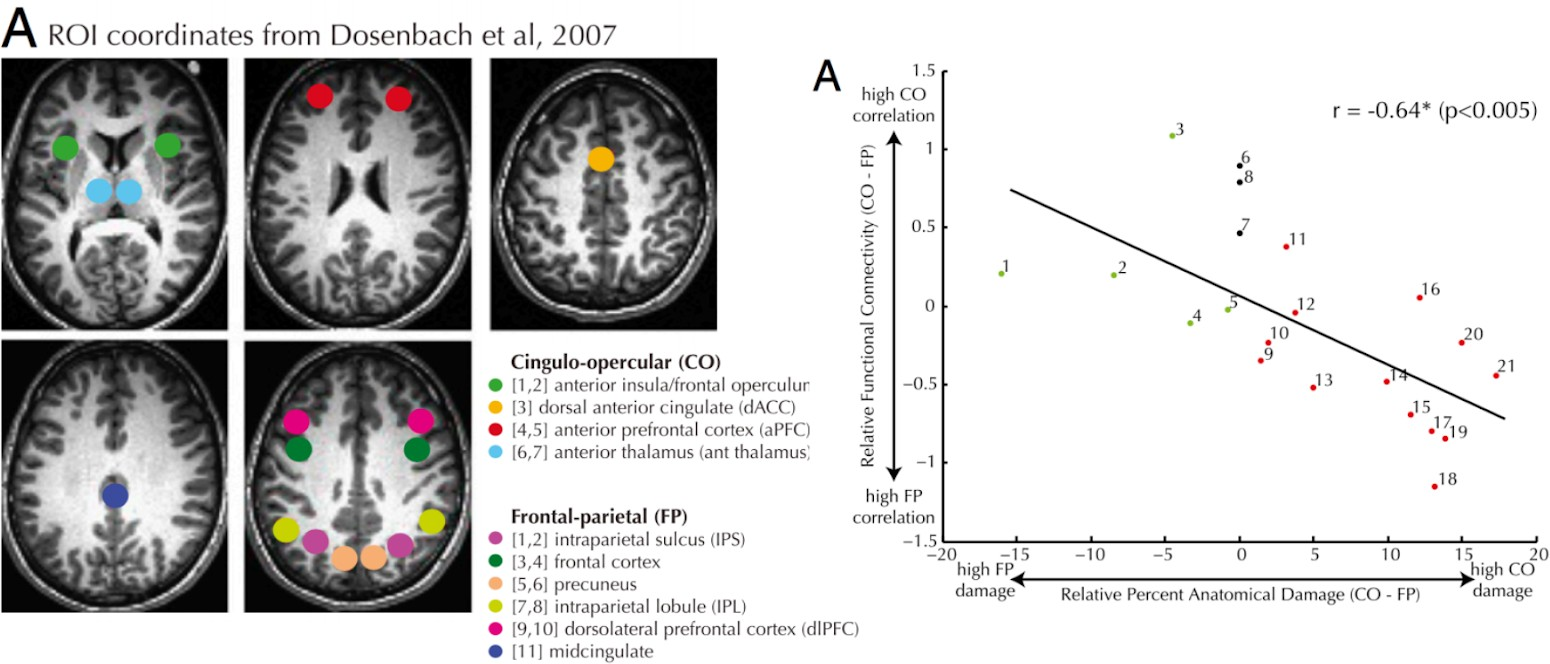 A ROI coordinates from Dosenbach et al, 2007
Cingulo-opercular (CO)
[1,2] anterior insula/frontal operculur
[3] dorsal anterior cingulate (dACC)
[4,5] anterior prefrontal cortex (aPFC)
[6,7] anterior thalamus (ant thalamus)
Frontal-parietal (FP)
[1,2] intraparietal sulcus (IPS)
[3,4] frontal cortex
[5,6] precuneus
[7,8] intraparietal lobule (IPL)
[9,10] dorsolateral prefrontal cortex (dlPFC)
[11] midcingulate
A
r = -0.64* (p<0.005)
high CO
correlation
Relative Functional Connectivity (CO - FP)
high FP
correlation
1.5
1
0.5
0
−0.5
−1
−1.5
3
6
8
7
11
1
2
16
5
12
4
10
20
9
13
14
21
15
17
19
18
−20
−15
−10
−5
0
5
10
15
20
high FP
damage
Relative Percent Anatomical Damage (CO - FP)
high CO
damage